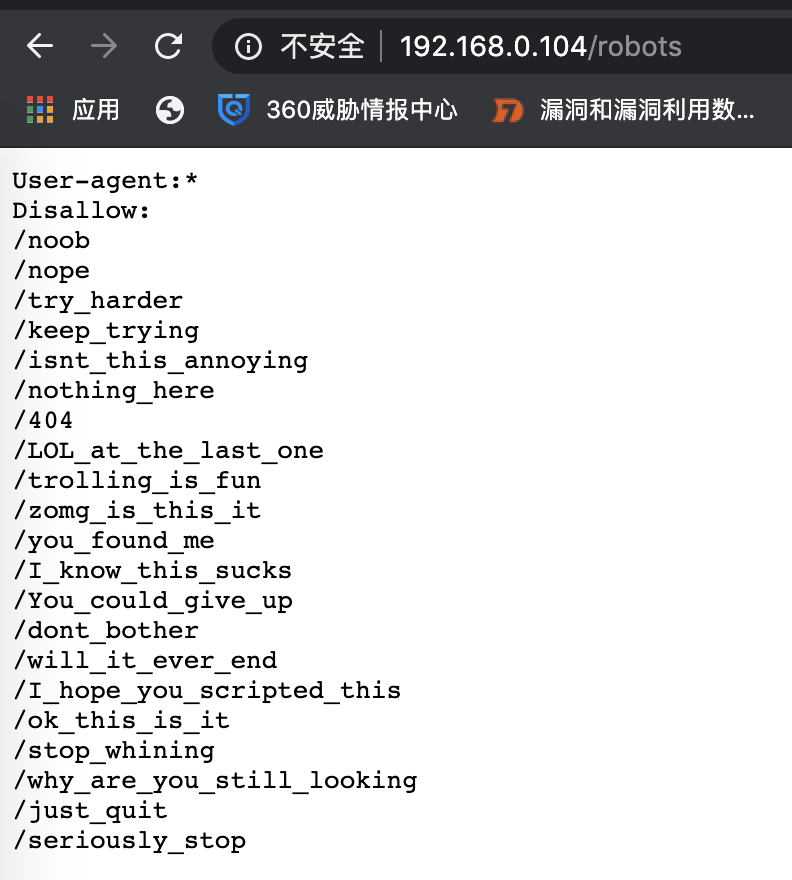 不安全 192.168.0.104/robots
应用 360威胁情报中心 漏洞和漏洞利用数...
User-agent:*
Disallow:
/noob
/nope
/try_harder
/keep_trying
/isnt_this_annoying
/nothing_here
/404
/LOL_at_the_last_one
/trolling_is_fun
/zomg_is_this_it
/you_found_me
/I_know_this_sucks
/You_could_give_up
/dont_bother
/will_it_ever_end
/I_hope_you_scripted_this
/ok_this_is_it
/stop_whining
/why_are_you_still_looking
/just_quit
/seriously_stop